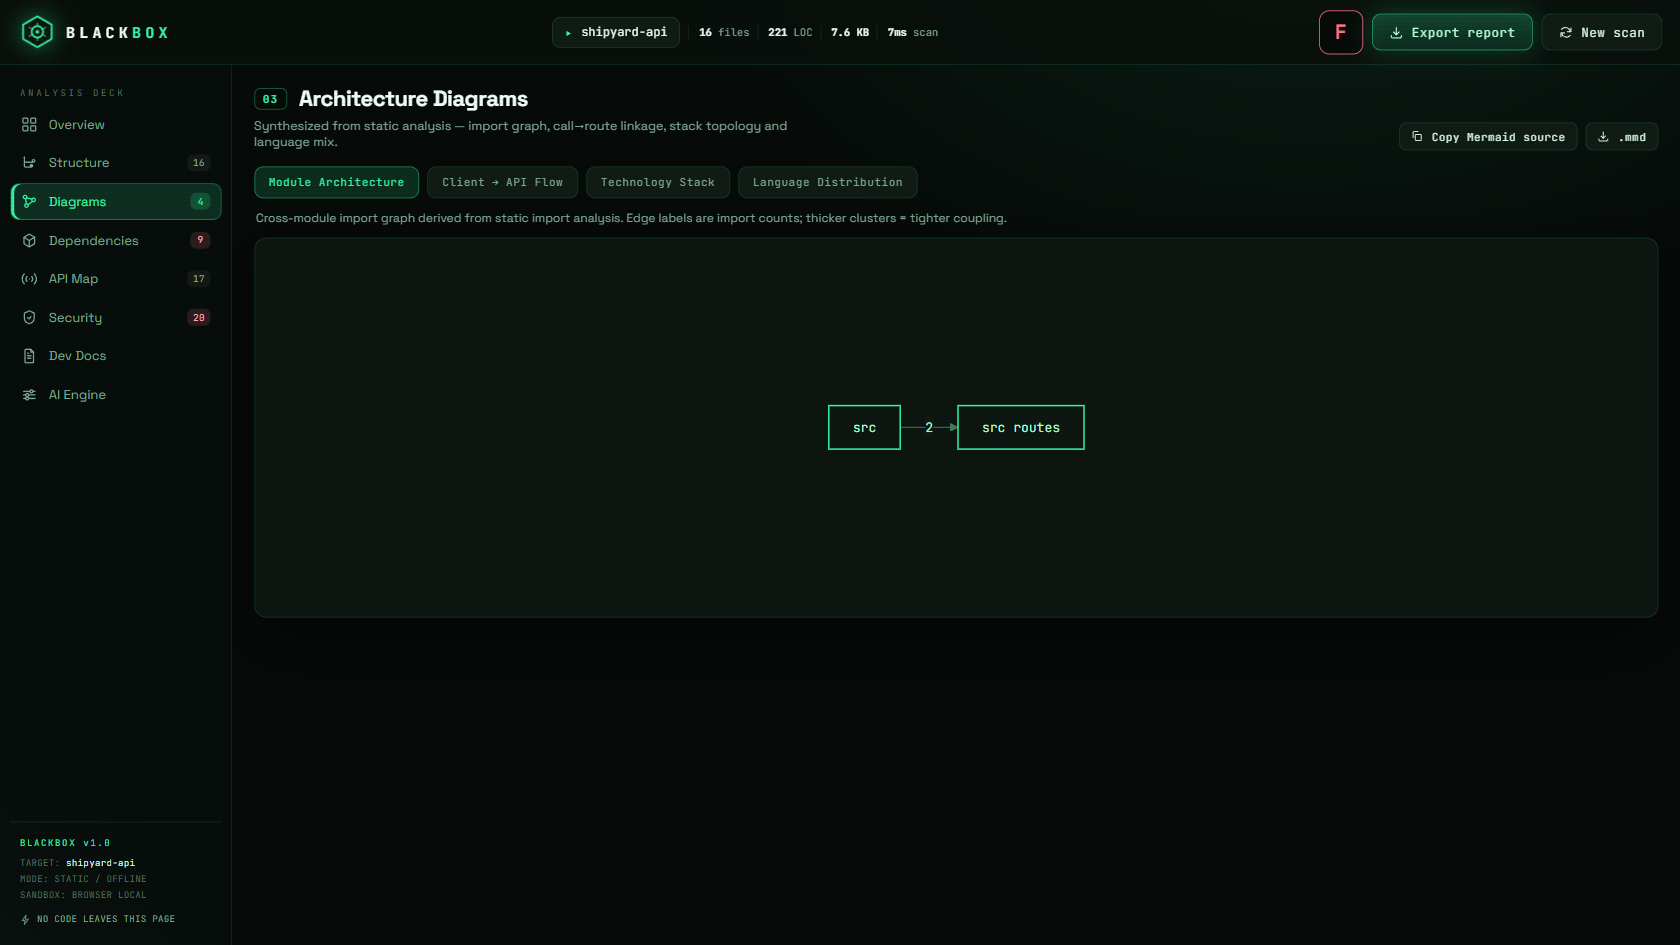 BLACKBOX
shipyard-api
16 files
221 LOC
7.6 KB
7ms scan
F
Export report
New scan
ANALYSIS DECK
Overview
Structure 16
Diagrams 4
Dependencies 9
API Map 17
Security 20
Dev Docs
AI Engine
BLACKBOX v1.0
TARGET: shipyard-api
MODE: STATIC / OFFLINE
SANDBOX: BROWSER LOCAL
NO CODE LEAVES THIS PAGE
03 Architecture Diagrams
Synthesized from static analysis — import graph, call→route linkage, stack topology and
language mix.
Copy Mermaid source
.mmd
Module Architecture
Client → API Flow
Technology Stack
Language Distribution
Cross-module import graph derived from static import analysis. Edge labels are import counts; thicker clusters = tighter coupling.
src 2 src routes